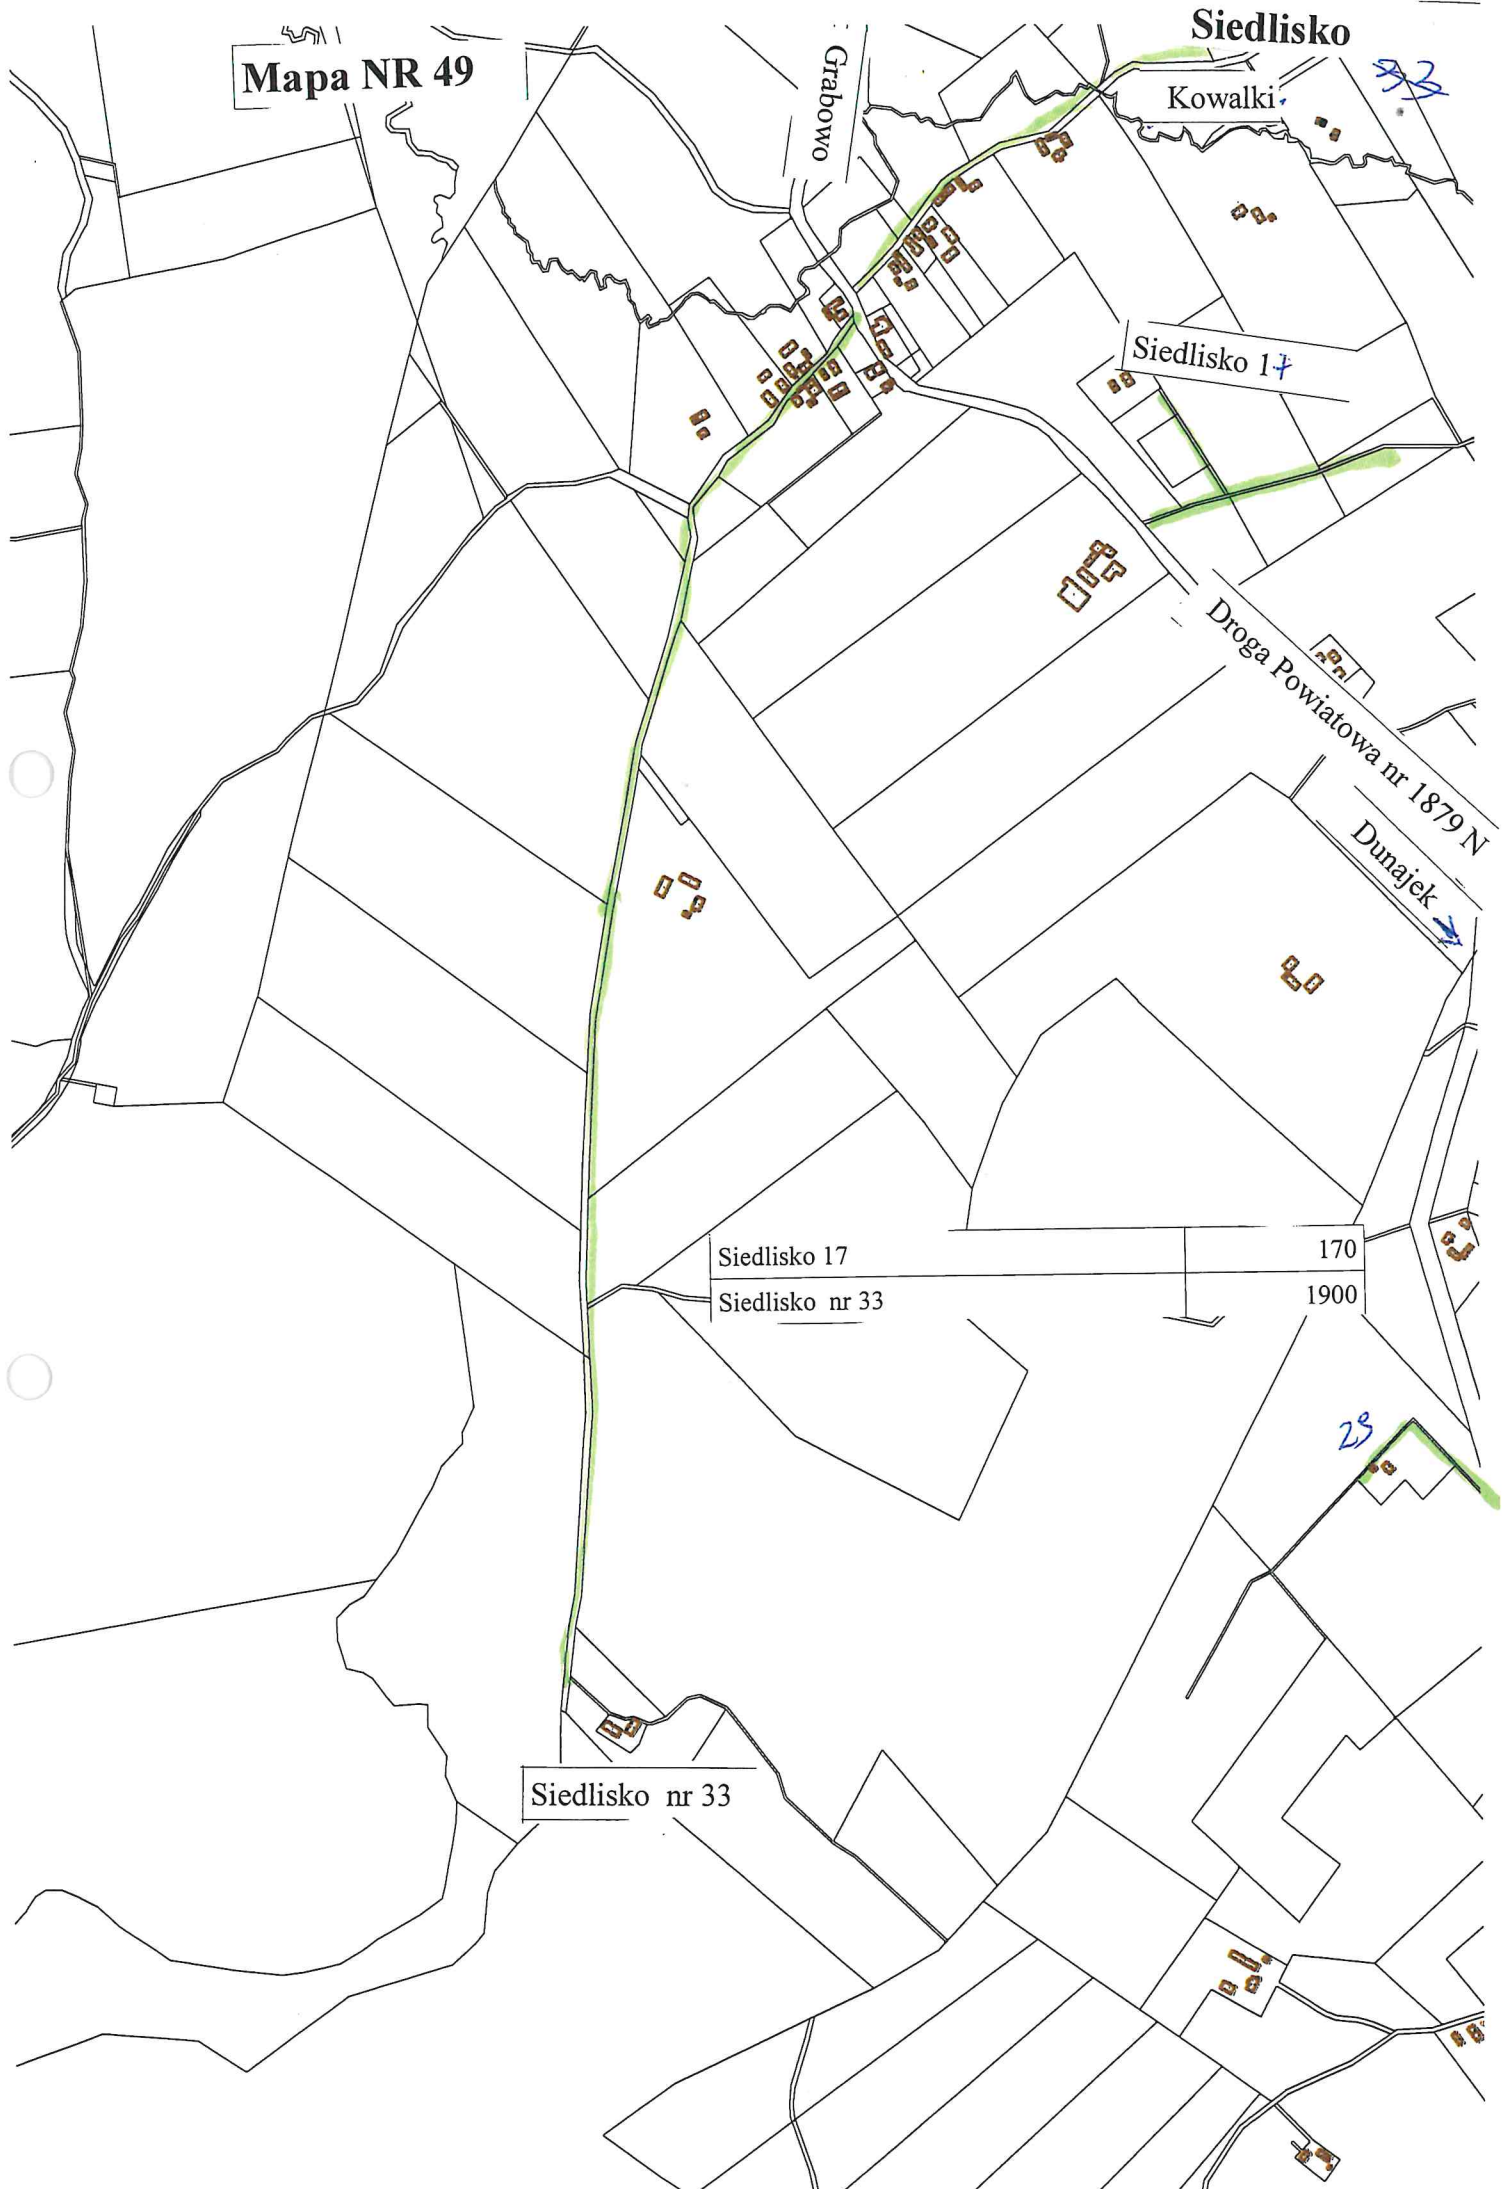 Siedlisko
Mapa NR 49
Grabowo
Kowalki
Siedlisko 17
Droga Powiatowa nr 1879 N
Dunajek
Siedlisko 17 170
Siedlisko nr 33 1900
29
Siedlisko nr 33